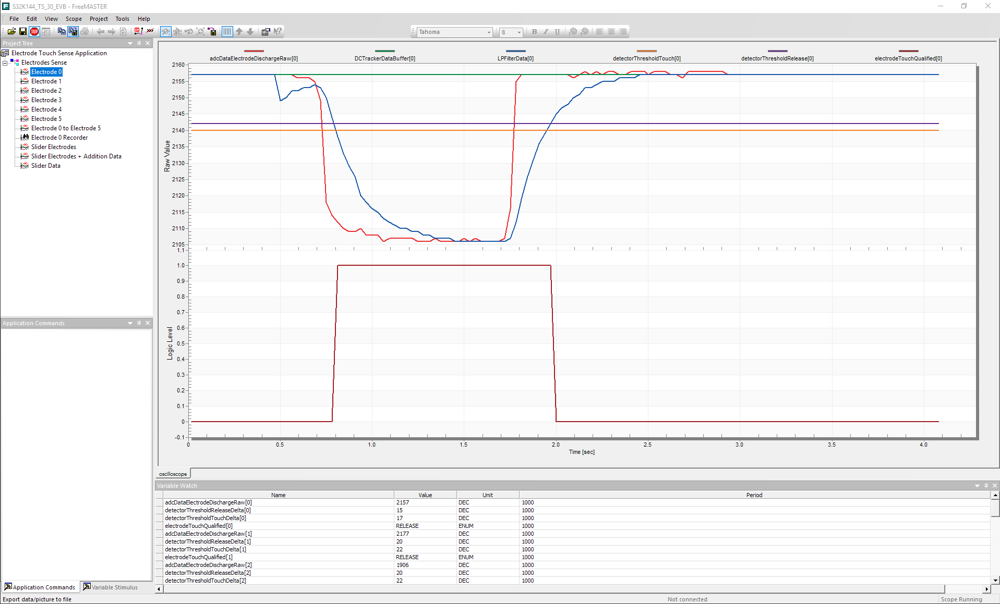 S32K144_TS_30_EVB - FreeMASTER
File Edit View Scope Project Tools Help
Tahoma 8 B I U
Project Tree
Electrode Touch Sense Application
Electrodes Sense
Electrode 0
Electrode 1
Electrode 2
Electrode 3
Electrode 4
Electrode 5
Electrode 0 to Electrode 5
Electrode 0 Recorder
Slider Electrodes
Slider Electrodes + Addition Data
Slider Data
Application Commands
Application Commands Variable Stimulus
adcDataElectrodeDischargeRaw[0] DCTrackerDataBuffer[0] LPFilterData[0] detectorThresholdTouch[0] detectorThresholdRelease[0] electrodeTouchQualified[0]
Raw Value
2160
2155
2150
2145
2140
2135
2130
2125
2120
2115
2110
2105
Logic Level
1.1
1.0
0.9
0.8
0.7
0.6
0.5
0.4
0.3
0.2
0.1
0
-0.1
0 0.5 1.0 1.5 2.0 2.5 3.0 3.5 4.0
Time [sec]
oscilloscope
Variable Watch
Name Value Unit Period
adcDataElectrodeDischargeRaw[0] 2157 DEC 1000
detectorThresholdReleaseDelta[0] 15 DEC 1000
detectorThresholdTouchDelta[0] 17 DEC 1000
electrodeTouchQualified[0] RELEASE ENUM 1000
adcDataElectrodeDischargeRaw[1] 2177 DEC 1000
detectorThresholdReleaseDelta[1] 20 DEC 1000
detectorThresholdTouchDelta[1] 22 DEC 1000
electrodeTouchQualified[1] RELEASE ENUM 1000
adcDataElectrodeDischargeRaw[2] 1906 DEC 1000
detectorThresholdReleaseDelta[2] 20 DEC 1000
detectorThresholdTouchDelta[2] 22 DEC 1000
Export data/picture to file Not connected Scope Running